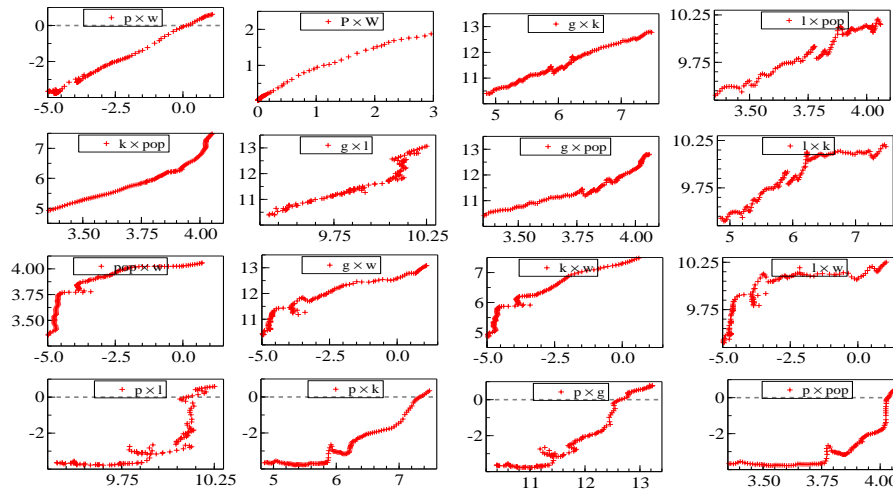 p × w
P × W
g × k
l × pop
0
-2
-5.0 -2.5 0.0
2
1
0
0 1 2 3
13
12
11
5 6 7
10.25
9.75
3.50 3.75 4.00
k × pop
g × l
g × pop
l × k
7
6
5
3.50 3.75 4.00
13
12
11
9.75 10.25
13
12
11
3.50 3.75 4.00
10.25
9.75
5 6 7
pop × w
g × w
k × w
l × w
4.00
3.75
3.50
-5.0 -2.5 0.0
13
12
11
-5.0 -2.5 0.0
7
6
5
-5.0 -2.5 0.0
10.25
9.75
-5.0 -2.5 0.0
p × l
p × k
p × g
p × pop
0
-2
9.75 10.25
0
-2
5 6 7
0
-2
11 12 13
0
-2
3.50 3.75 4.00